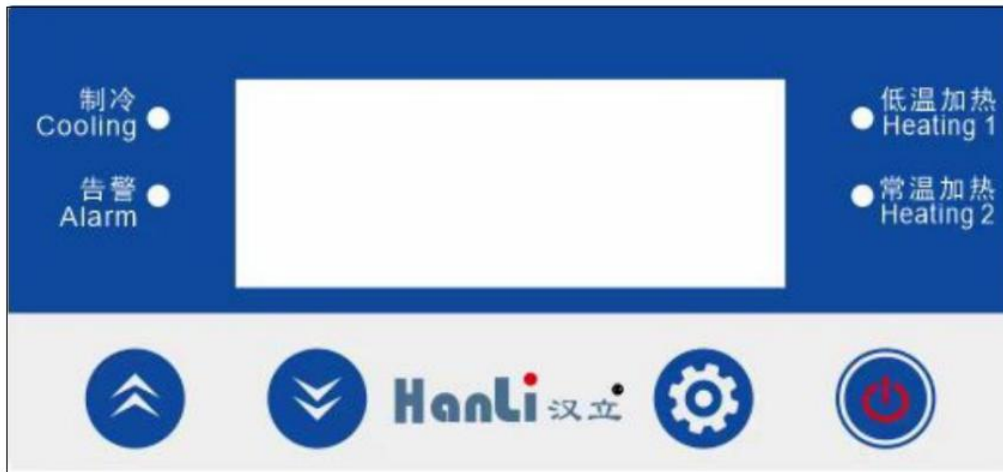 制冷
Cooling
告警
Alarm
低温加热
Heating 1
常温加热
Heating 2
HanLi 汉立